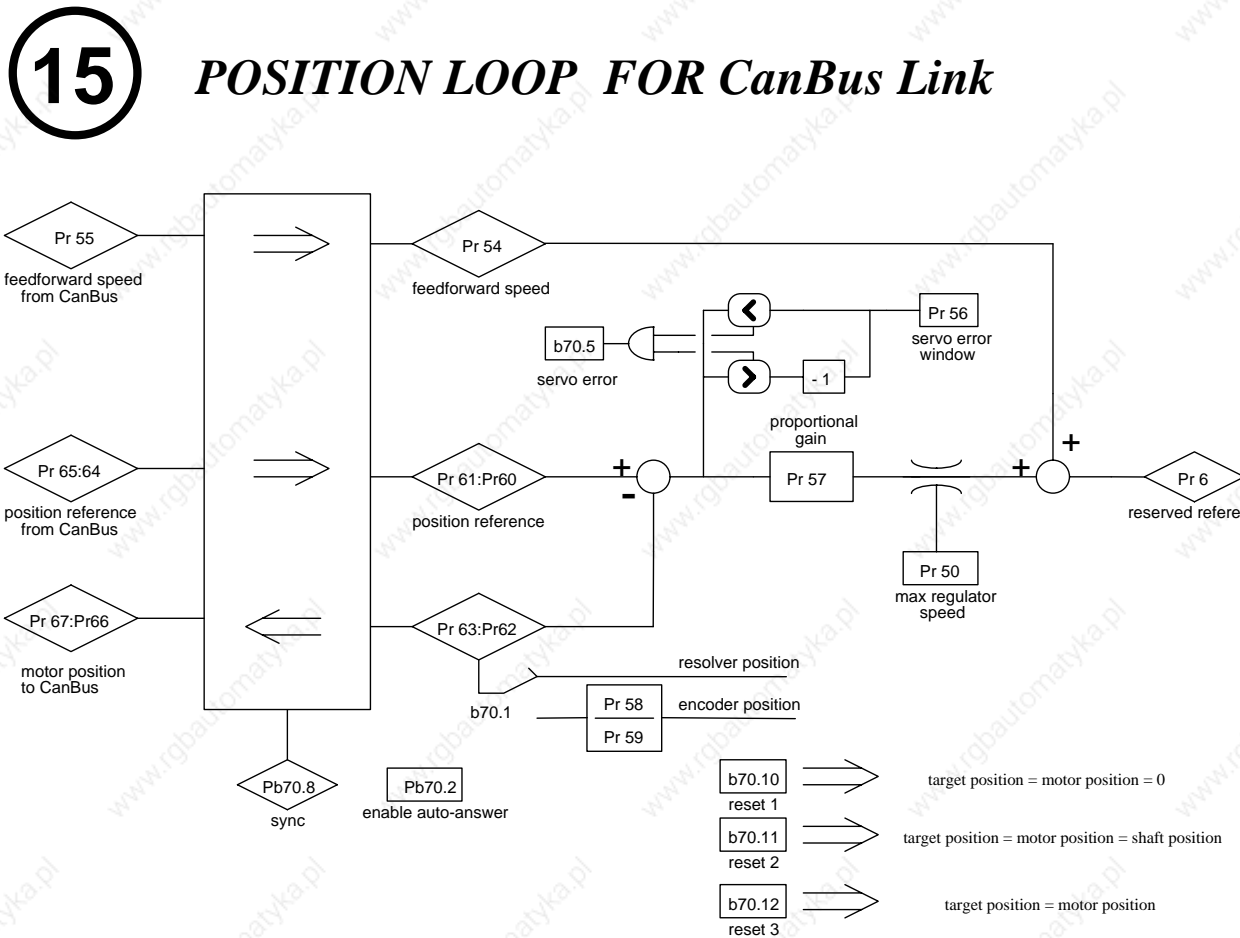 15
POSITION LOOP FOR CanBus Link
Pr 55
feedforward speed
from CanBus
Pr 54
feedforward speed
b70.5
servo error
<
>
- 1
Pr 56
servo error
window
Pr 65:64
position reference
from CanBus
Pr 61:Pr60
position reference
+
-
proportional
gain
Pr 57
+
+
Pr 6
reserved refere
Pr 50
max regulator
speed
Pr 67:Pr66
motor position
to CanBus
Pr 63:Pr62
b70.1
resolver position
Pr 58
Pr 59
encoder position
Pb70.8
sync
Pb70.2
enable auto-answer
b70.10
reset 1
target position = motor position = 0
b70.11
reset 2
target position = motor position = shaft position
b70.12
reset 3
target position = motor position
www.rgbautomatyka.pl